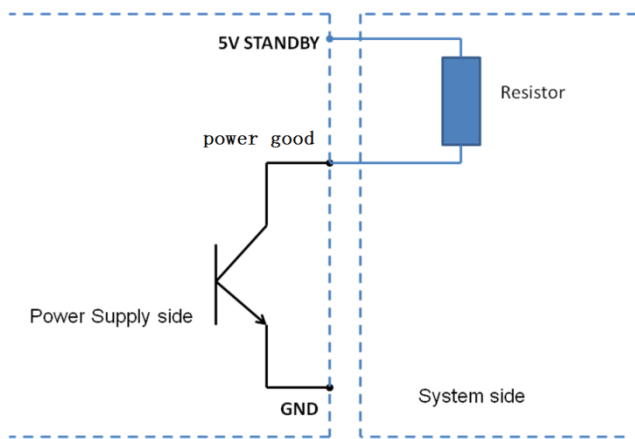 5V STANDBY
Resistor
power good
Power Supply side
System side
GND